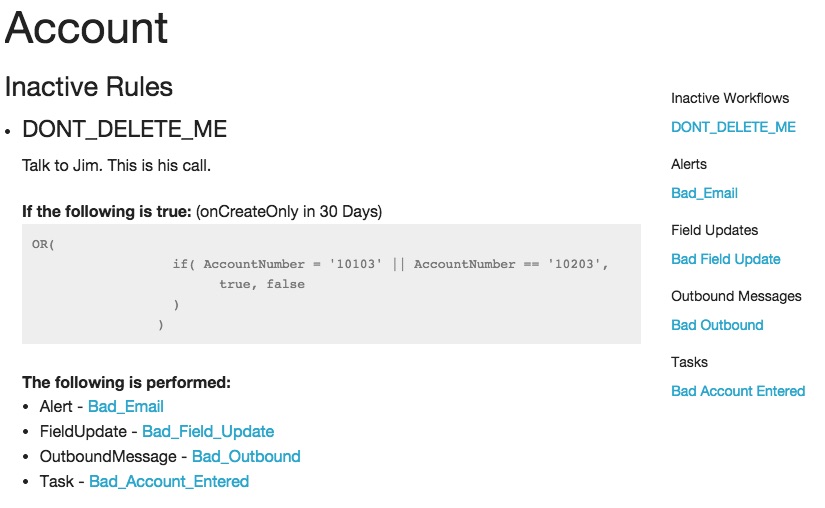 Account
Inactive Rules
DONT_DELETE_ME
Talk to Jim. This is his call.
If the following is true: (onCreateOnly in 30 Days)
OR(
if( AccountNumber = '10103' || AccountNumber == '10203',
true, false
)
)
The following is performed:
Alert - Bad_Email
FieldUpdate - Bad_Field_Update
OutboundMessage - Bad_Outbound
Task - Bad_Account_Entered
Inactive Workflows
DONT_DELETE_ME
Alerts
Bad_Email
Field Updates
Bad Field Update
Outbound Messages
Bad Outbound
Tasks
Bad Account Entered